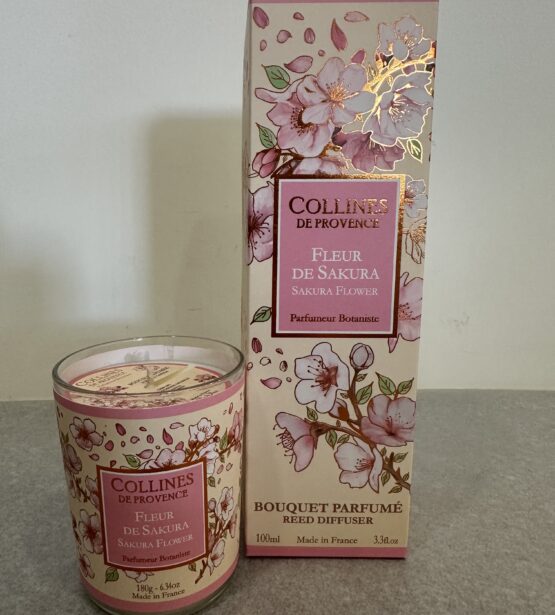 COLLINES
DE PROVENCE
FLEUR
DE SAKURA
SAKURA FLOWER
Parfumeur Botaniste
BOUQUET PARFUMÉ
REED DIFFUSER
100ml Made in France 3.3fl.oz
COLLINES
COLLINES
DE PROVENCE
FLEUR
DE SAKURA
SAKURA FLOWER
Parfumeur Botaniste
180g - 6.34oz
Made in France